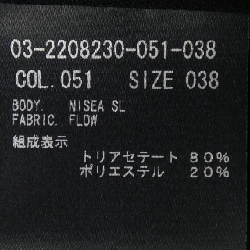 03-2208230-051-038
COL. 051 SIZE 038
BODY. NISEA SL
FABRIC. FLOW
組成表示
トリアセテート 80%
ポリエステル 20%